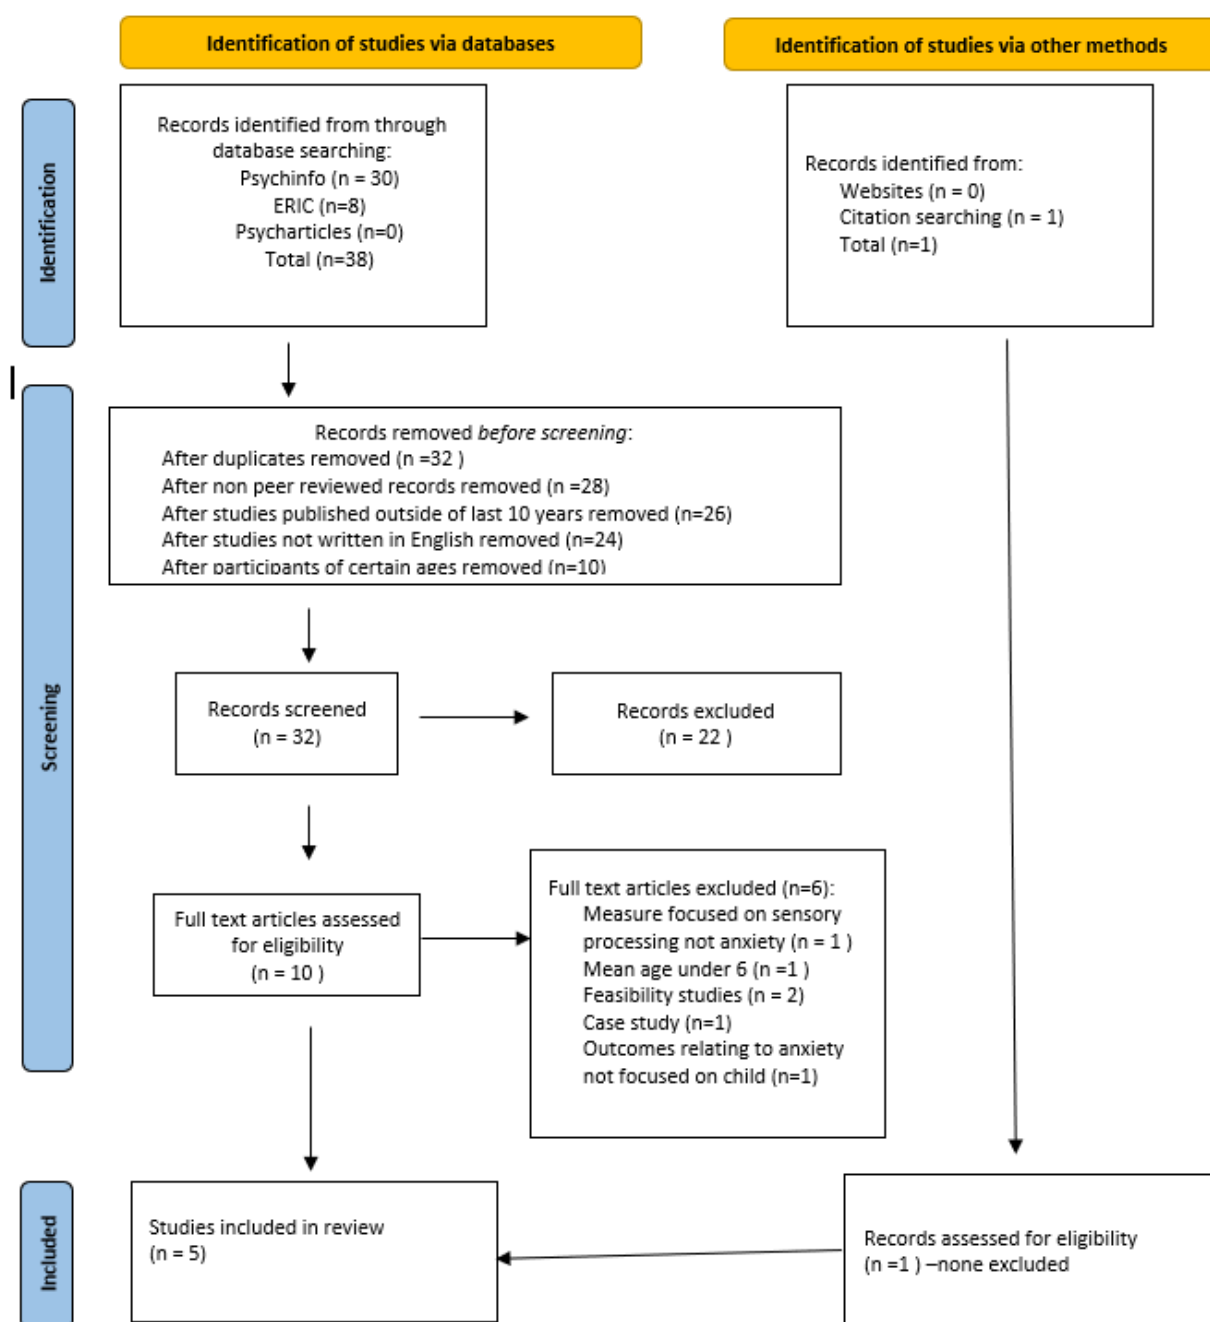 Identification of studies via databases
Identification of studies via other methods
Identification
Records identified from through
database searching:
Psychinfo (n = 30)
ERIC (n=8)
Psycharticles (n=0)
Total (n=38)
Records identified from:
Websites (n = 0)
Citation searching (n = 1)
Total (n=1)
Screening
Records removed before screening:
After duplicates removed (n =32 )
After non peer reviewed records removed (n =28)
After studies published outside of last 10 years removed (n=26)
After studies not written in English removed (n=24)
After participants of certain ages removed (n=10)
Records screened
(n = 32)
Records excluded
(n = 22 )
Full text articles assessed
for eligibility
(n = 10 )
Full text articles excluded (n=6):
Measure focused on sensory
processing not anxiety (n = 1 )
Mean age under 6 (n =1 )
Feasibility studies (n = 2)
Case study (n=1)
Outcomes relating to anxiety
not focused on child (n=1)
Included
Studies included in review
(n = 5)
Records assessed for eligibility
(n =1 ) –none excluded